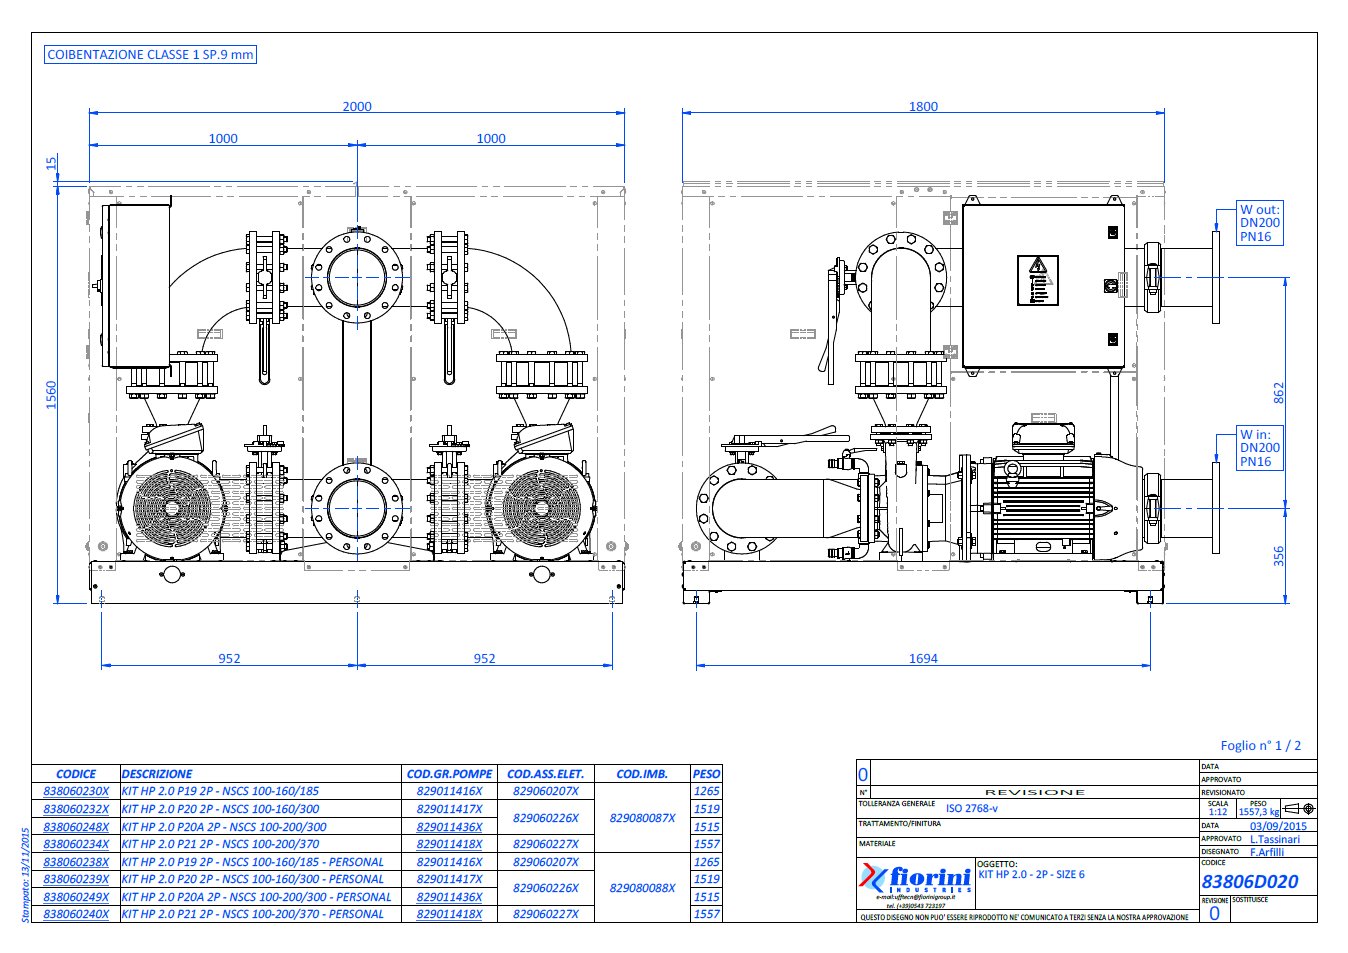 COIBENTAZIONE CLASSE 1 SP.9 mm
2000
1000
1000
15
1560
952
952
1800
W out:
DN200
PN16
W in:
DN200
PN16
862
356
1694
Foglio n° 1 / 2
CODICE DESCRIZIONE COD.GR.POMPE COD.ASS.ELET. COD.IMB. PESO
838060230X KIT HP 2.0 P19 2P - NSCS 100-160/185 829011416X 829060207X 1265
838060232X KIT HP 2.0 P20 2P - NSCS 100-160/300 829011417X 829060226X 829080087X 1519
838060248X KIT HP 2.0 P20A 2P - NSCS 100-200/300 829011436X 1515
838060234X KIT HP 2.0 P21 2P - NSCS 100-200/370 829011418X 829060227X 1557
838060238X KIT HP 2.0 P19 2P - NSCS 100-160/185 - PERSONAL 829011416X 829060207X 1265
838060239X KIT HP 2.0 P20 2P - NSCS 100-160/300 - PERSONAL 829011417X 829060226X 829080088X 1519
838060249X KIT HP 2.0 P20A 2P - NSCS 100-200/300 - PERSONAL 829011436X 1515
838060240X KIT HP 2.0 P21 2P - NSCS 100-200/370 - PERSONAL 829011418X 829060227X 1557
Stampato: 13/11/2015
0
N° REVISIONE
DATA
APPROVATO
REVISIONATO
TOLLERANZA GENERALE ISO 2768-v
SCALA
1:12
PESO
1557,3 kg
TRATTAMENTO/FINITURA
DATA 03/09/2015
MATERIALE
APPROVATO L.Tassinari
DISEGNATO F.Arfilli
fiorini
INDUSTRIES
e-mail:ufftecn@fiorinigroup.it
tel. (+39)0543 723197
OGGETTO:
KIT HP 2.0 - 2P - SIZE 6
CODICE
83806D020
REVISIONE
0
SOSTITUISCE
QUESTO DISEGNO NON PUO' ESSERE RIPRODOTTO NE' COMUNICATO A TERZI SENZA LA NOSTRA APPROVAZIONE